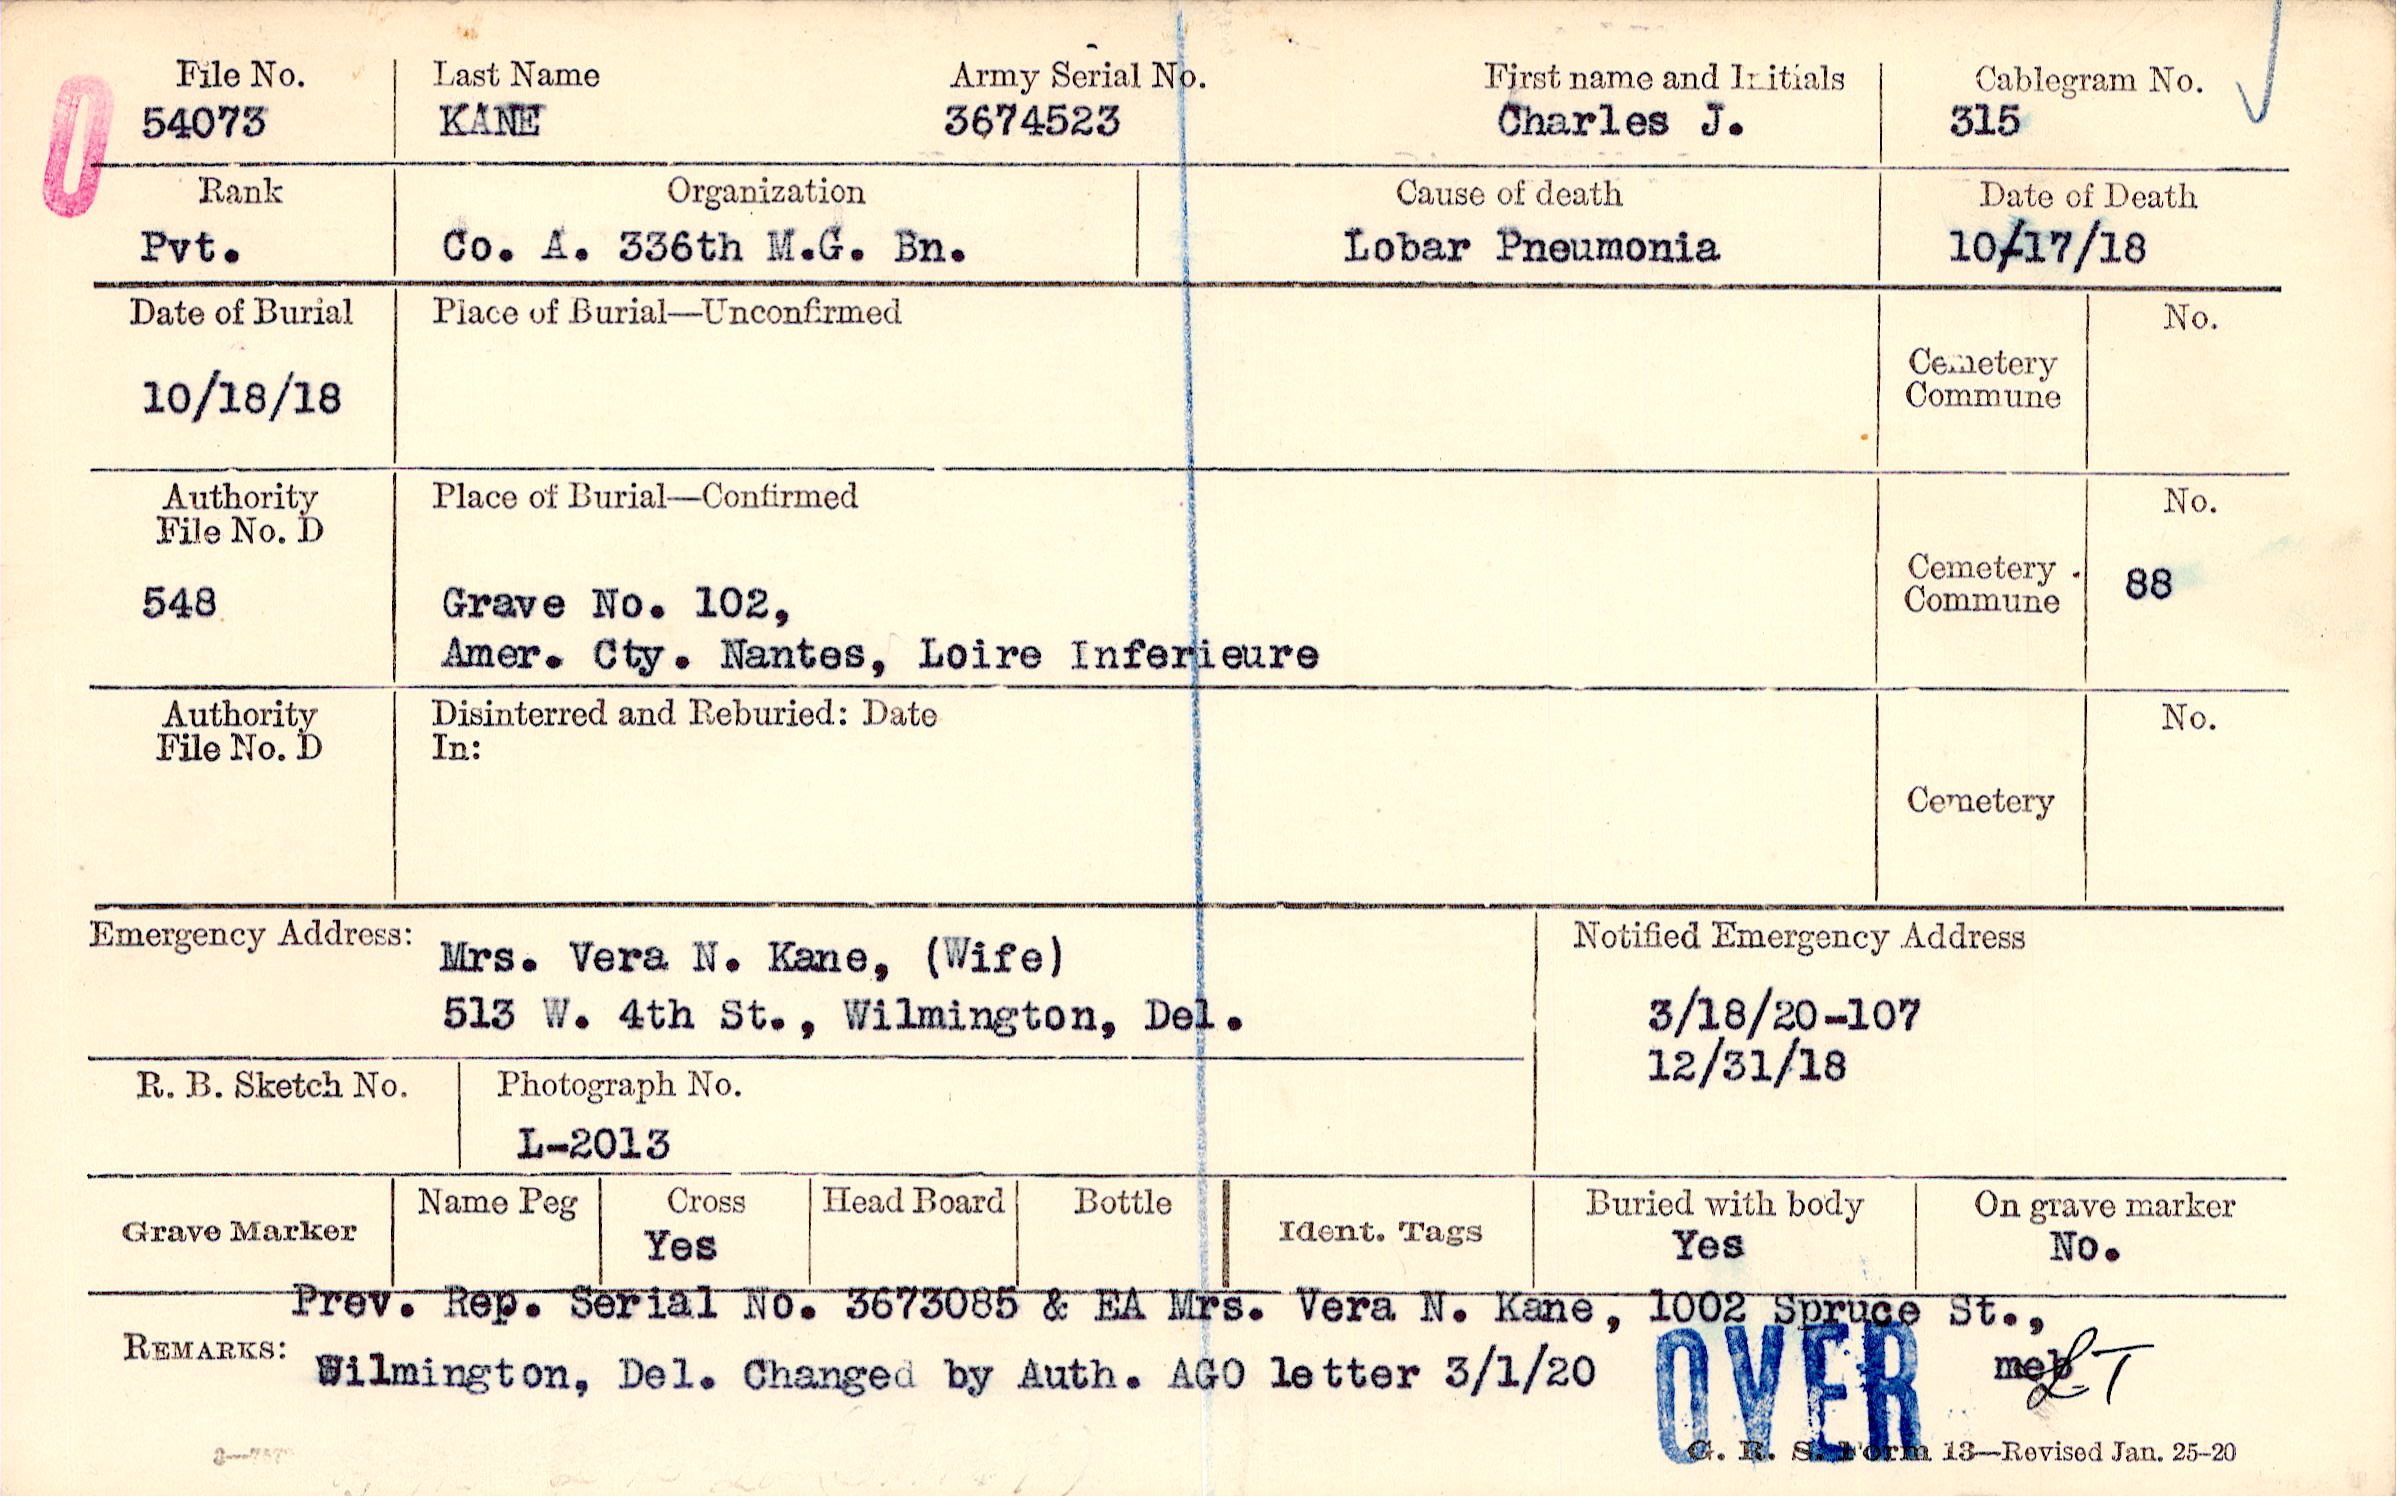 File No. Last Name Army Serial No. First name and Initials Cablegram No.
54073 KANE 3674523 Charles J. 315
Rank Organization Cause of death Date of Death
Pvt. Co. A. 336th M.G. Bn. Lobar Pneumonia 10/17/18
Date of Burial Place of Burial—Unconfirmed No.
Cemetery
Commune
10/18/18
Authority Place of Burial—Confirmed No.
File No. D
Cemetery
Commune 88
548 Grave No. 102,
Amer. Cty. Nantes, Loire Inferieure
Authority Disinterred and Reburied: Date No.
File No. D In:
Cemetery
Emergency Address: Notified Emergency Address
Mrs. Vera N. Kane, (Wife)
513 W. 4th St., Wilmington, Del. 3/18/20-107
12/31/18
R. B. Sketch No. Photograph No.
L-2013
Grave Marker Name Peg Cross Head Board Bottle Ident. Tags Buried with body On grave marker
Yes Yes No.
Prev. Rep. Serial No. 3673085 & EA Mrs. Vera N. Kane, 1002 Spruce St.,
REMARKS: Wilmington, Del. Changed by Auth. AGO letter 3/1/20
OVER
G. R. S. Form 13—Revised Jan. 25-20